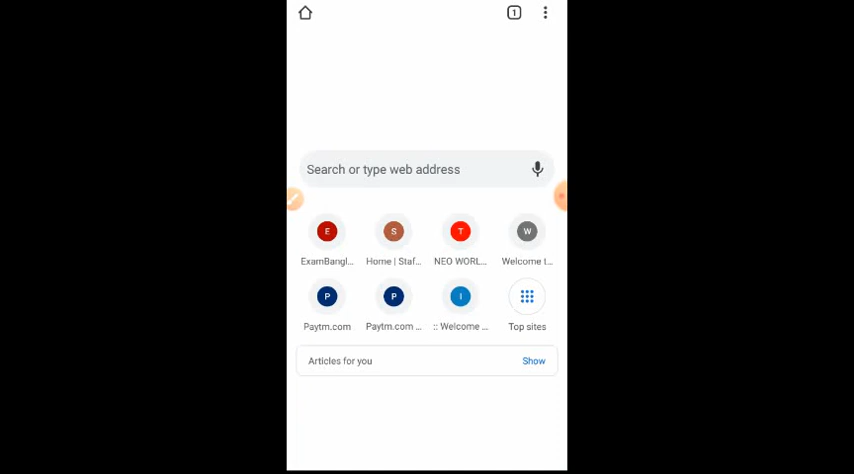 1
Search or type web address
E S T W
ExamBangl... Home | Staf... NEO WORL... Welcome t...
P P I
Paytm.com Paytm.com ... :: Welcome ... Top sites
Articles for you Show